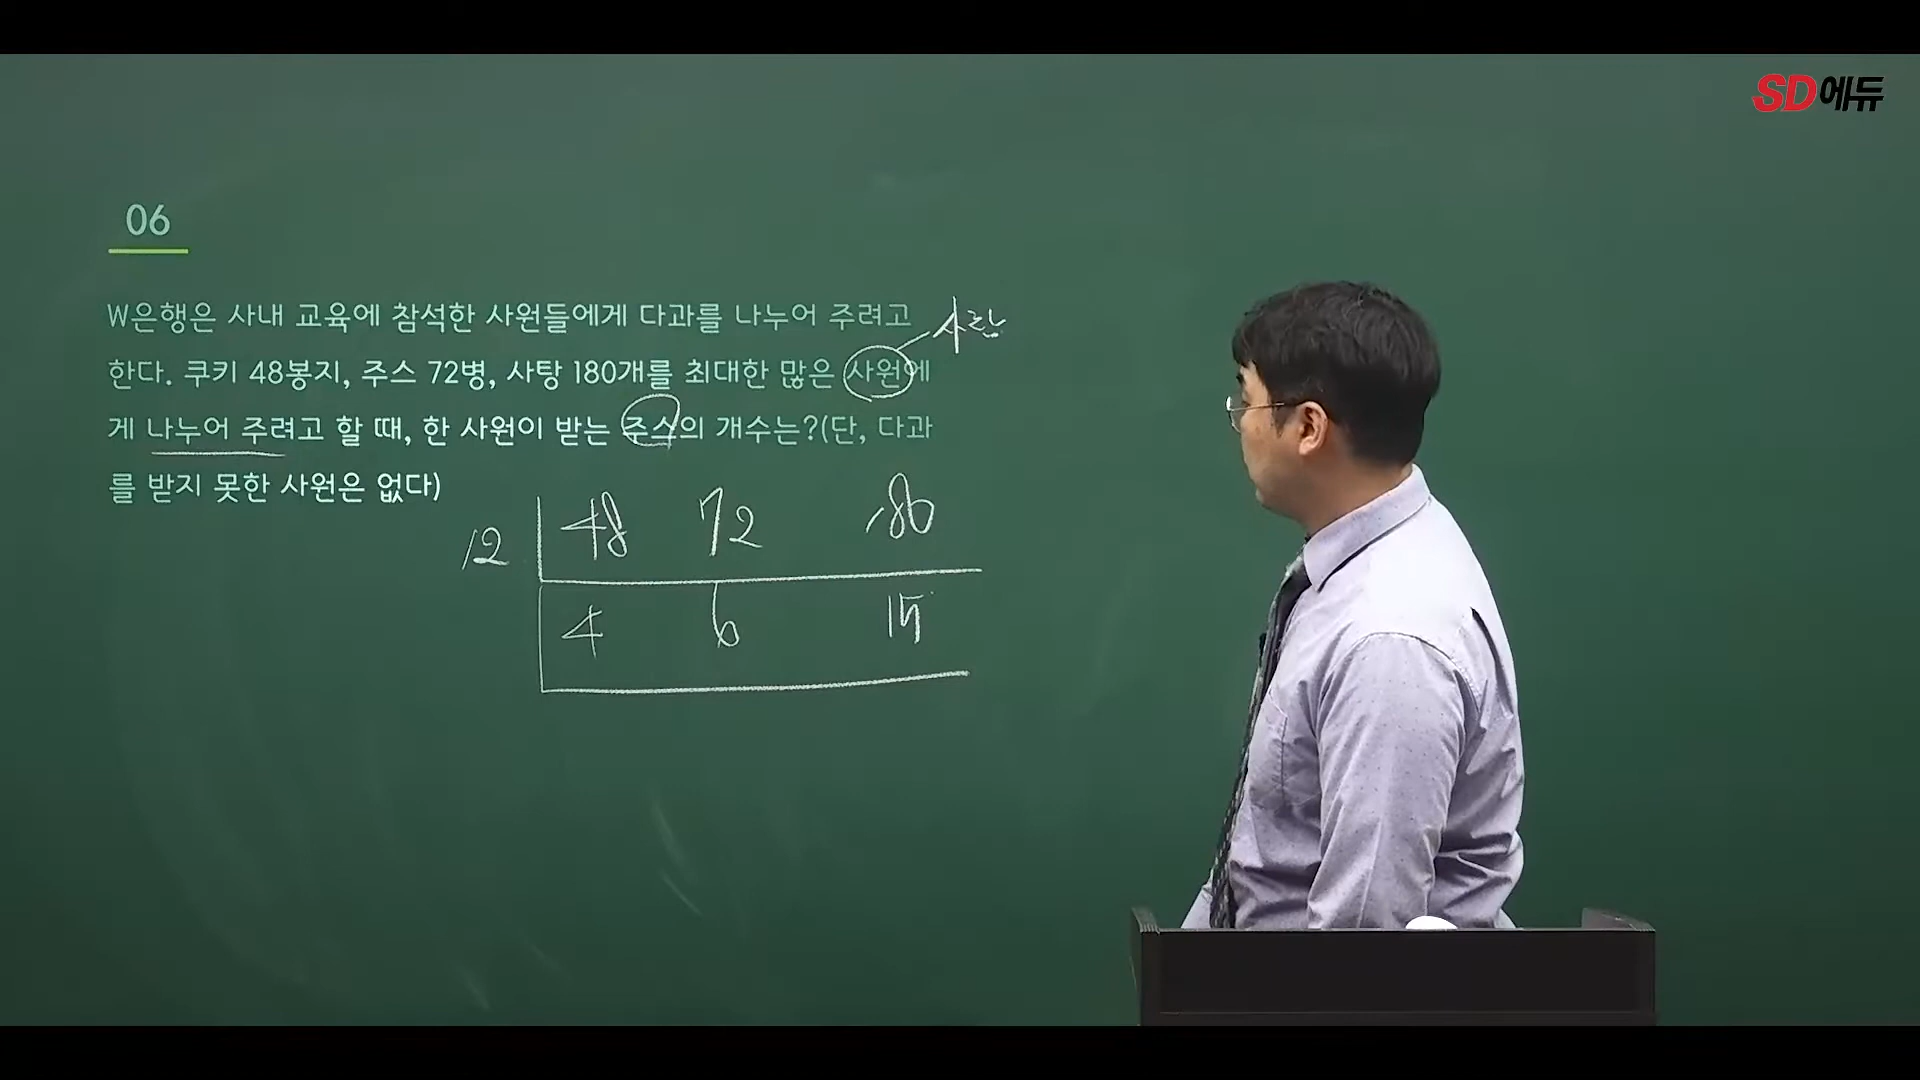 SD에듀
06
W은행은 사내 교육에 참석한 사원들에게 다과를 나누어 주려고
사람
한다. 쿠키 48봉지, 주스 72병, 사탕 180개를 최대한 많은 사원에
게 나누어 주려고 할 때, 한 사원이 받는 주스의 개수는?(단, 다과
를 받지 못한 사원은 없다)
12 48 72 180
4 6 15